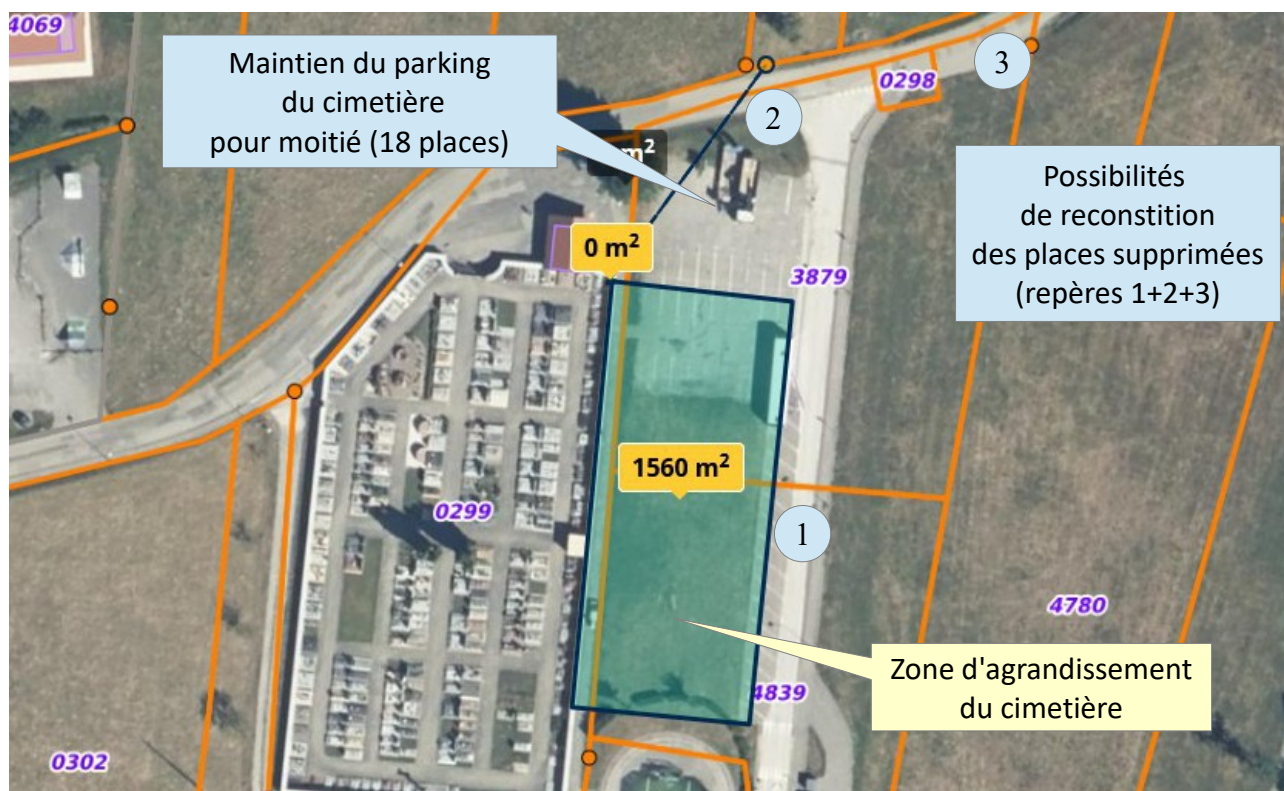 4069
Maintien du parking
du cimetière
pour moitié (18 places)
3
0298
2
m²
Possibilités
de reconstition
des places supprimées
(repères 1+2+3)
0 m²
3879
1560 m²
0299
1
4780
Zone d'agrandissement
du cimetière
4839
0302